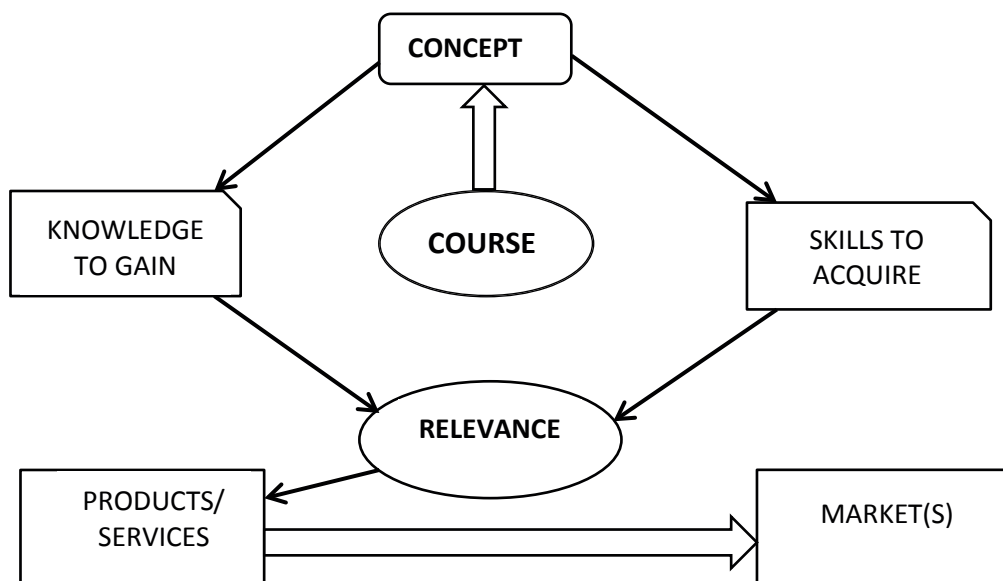 CONCEPT
KNOWLEDGE
TO GAIN
COURSE
SKILLS TO
ACQUIRE
RELEVANCE
PRODUCTS/
SERVICES
MARKET(S)